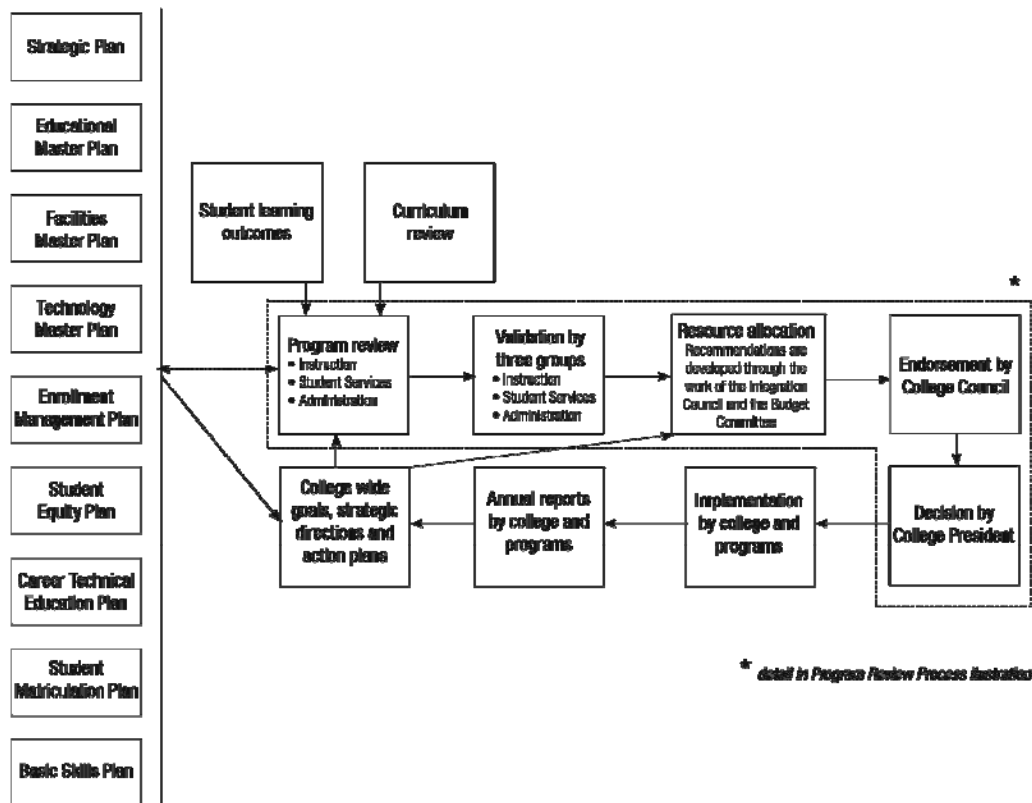 Strategic Plan
Educational
Master Plan
Facilities
Master Plan
Technology
Master Plan
Enrollment
Management Plan
Student
Equity Plan
Career Technical
Education Plan
Student
Matriculation Plan
Basic Skills Plan
Student learning
outcomes
Curriculum
review
*
Program review
• Instruction
• Student Services
• Administration
Validation by
three groups
• Instruction
• Student Services
• Administration
Resource allocation
Recommendations are
developed through the
work of the Integration
Council and the Budget
Committee
Endorsement by
College Council
College wide
goals, strategic
directions and
action plans
Annual reports
by college and
programs
Implementation
by college and
programs
Decision by
College President
* detail in Program Review Process ilustration